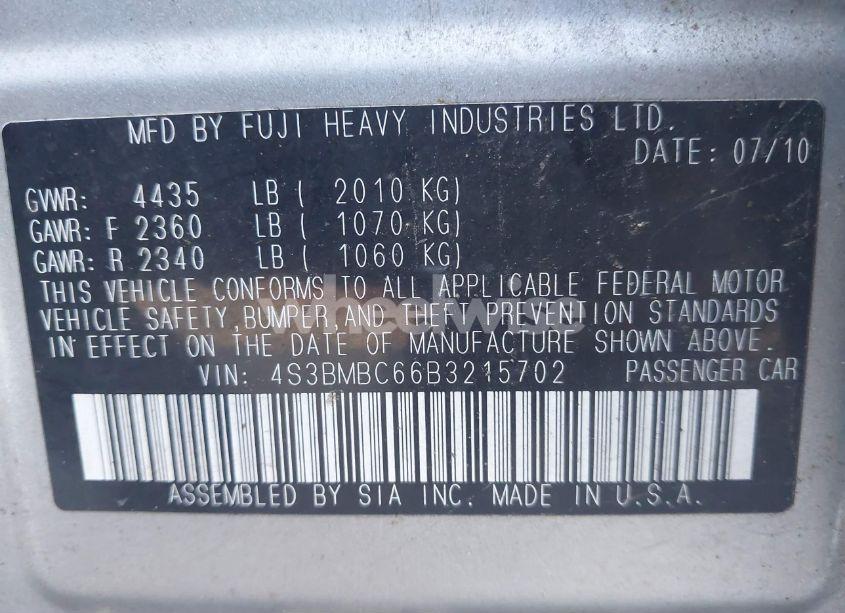 MFD BY FUJI HEAVY INDUSTRIES LTD.
DATE: 07/10
GVWR: 4435 LB ( 2010 KG)
GAWR: F 2360 LB ( 1070 KG)
GAWR: R 2340 LB ( 1060 KG)
THIS VEHICLE CONFORMS TO ALL APPLICABLE FEDERAL MOTOR
VEHICLE SAFETY, BUMPER, AND THEFT PREVENTION STANDARDS
IN EFFECT ON THE DATE OF MANUFACTURE SHOWN ABOVE.
wheelwise
VIN: 4S3BMBC66B3215702 PASSENGER CAR
ASSEMBLED BY SIA INC. MADE IN U.S.A.